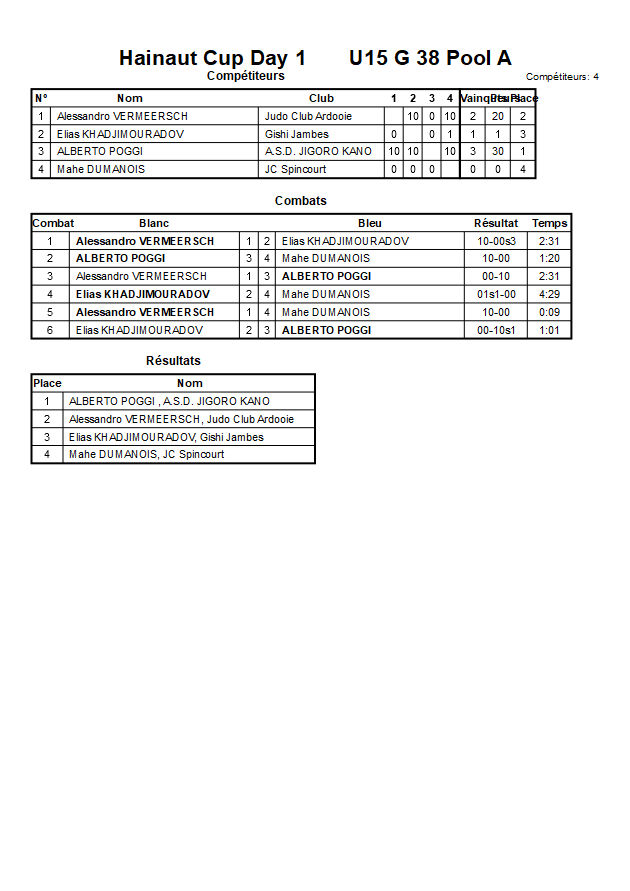 Hainaut Cup Day 1 U15 G 38 Pool A
Compétiteurs Compétiteurs: 4
N° Nom Club 1 2 3 4 Place
1 Alessandro VERMEERSCH Judo Club Ardooie 10 0 10 2 20 2
2 Elias KHADJIMOURADOV Gishi Jambes 0 0 1 1 1 3
3 ALBERTO POGGI A.S.D. JIGORO KANO 10 10 10 3 30 1
4 Mahe DUMANOIS JC Spincourt 0 0 0 0 0 4
Combats
Combat Blanc Bleu Résultat Temps
1 Alessandro VERMEERSCH 1 2 Elias KHADJIMOURADOV 10-00s3 2:31
2 ALBERTO POGGI 3 4 Mahe DUMANOIS 10-00 1:20
3 Alessandro VERMEERSCH 1 3 ALBERTO POGGI 00-10 2:31
4 Elias KHADJIMOURADOV 2 4 Mahe DUMANOIS 01s1-00 4:29
5 Alessandro VERMEERSCH 1 4 Mahe DUMANOIS 10-00 0:09
6 Elias KHADJIMOURADOV 2 3 ALBERTO POGGI 00-10s1 1:01
Résultats
Place Nom
1 ALBERTO POGGI , A.S.D. JIGORO KANO
2 Alessandro VERMEERSCH, Judo Club Ardooie
3 Elias KHADJIMOURADOV, Gishi Jambes
4 Mahe DUMANOIS, JC Spincourt